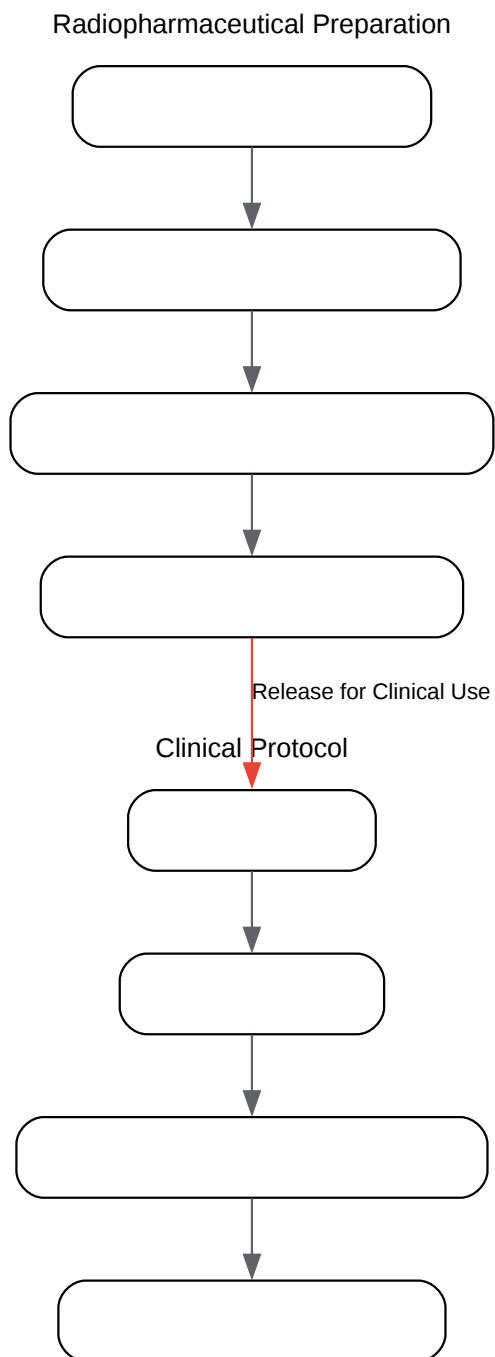 Radiopharmaceutical Preparation
Release for Clinical Use
Clinical Protocol